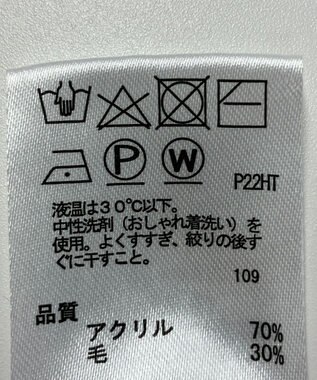 P W P22HT
液温は30℃以下。
中性洗剤(おしゃれ着洗い)を
使用。よくすすぎ、絞りの後す
ぐに干すこと。
109
品質
アクリル 70%
毛 30%